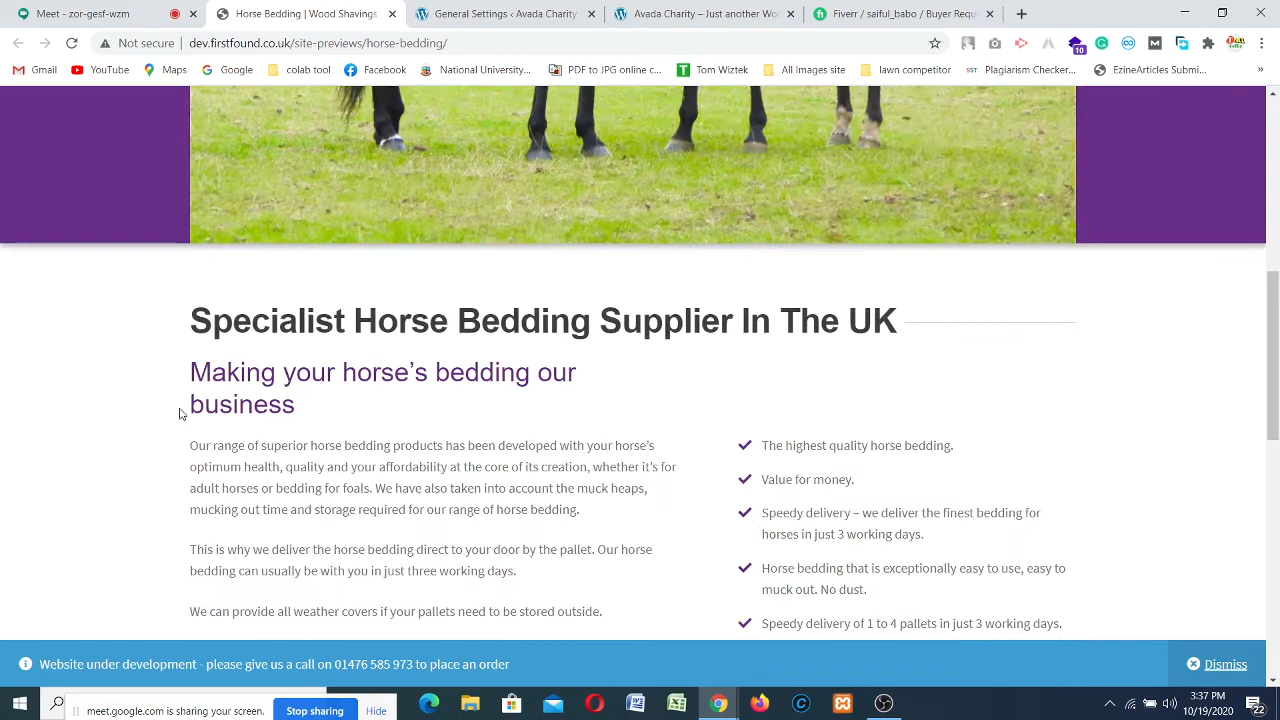 Meet - zor-gesf-vin
Horse Bedding | Wood Shavings
General Settings ‹ Avada Charity
Avada Charity – Just another Wo
Fiverr / saiful_babo / Buyer Requ
Not secure
dev.firstfound.co.uk/site-previews/horse-bedding/
10
Gmail
YouTube
Maps
Google
colab tool
Facebook
National University...
PDF to JPG online c...
Tom Wiztek
All Images site
lawn competitor
Plagiarism Checker...
EzineArticles Submi...
Specialist Horse Bedding Supplier In The UK
Making your horse's bedding our
business
Our range of superior horse bedding products has been developed with your horse's
optimum health, quality and your affordability at the core of its creation, whether it's for
adult horses or bedding for foals. We have also taken into account the muck heaps,
mucking out time and storage required for our range of horse bedding.
This is why we deliver the horse bedding direct to your door by the pallet. Our horse
bedding can usually be with you in just three working days.
We can provide all weather covers if your pallets need to be stored outside.
The highest quality horse bedding.
Value for money.
Speedy delivery – we deliver the finest bedding for
horses in just 3 working days.
Horse bedding that is exceptionally easy to use, easy to
muck out. No dust.
Speedy delivery of 1 to 4 pallets in just 3 working days.
Website under development - please give us a call on 01476 585 973 to place an order
Dismiss
meet.google.com is sharing your screen.
Stop sharing
Hide
3:37 PM
10/19/2020
22